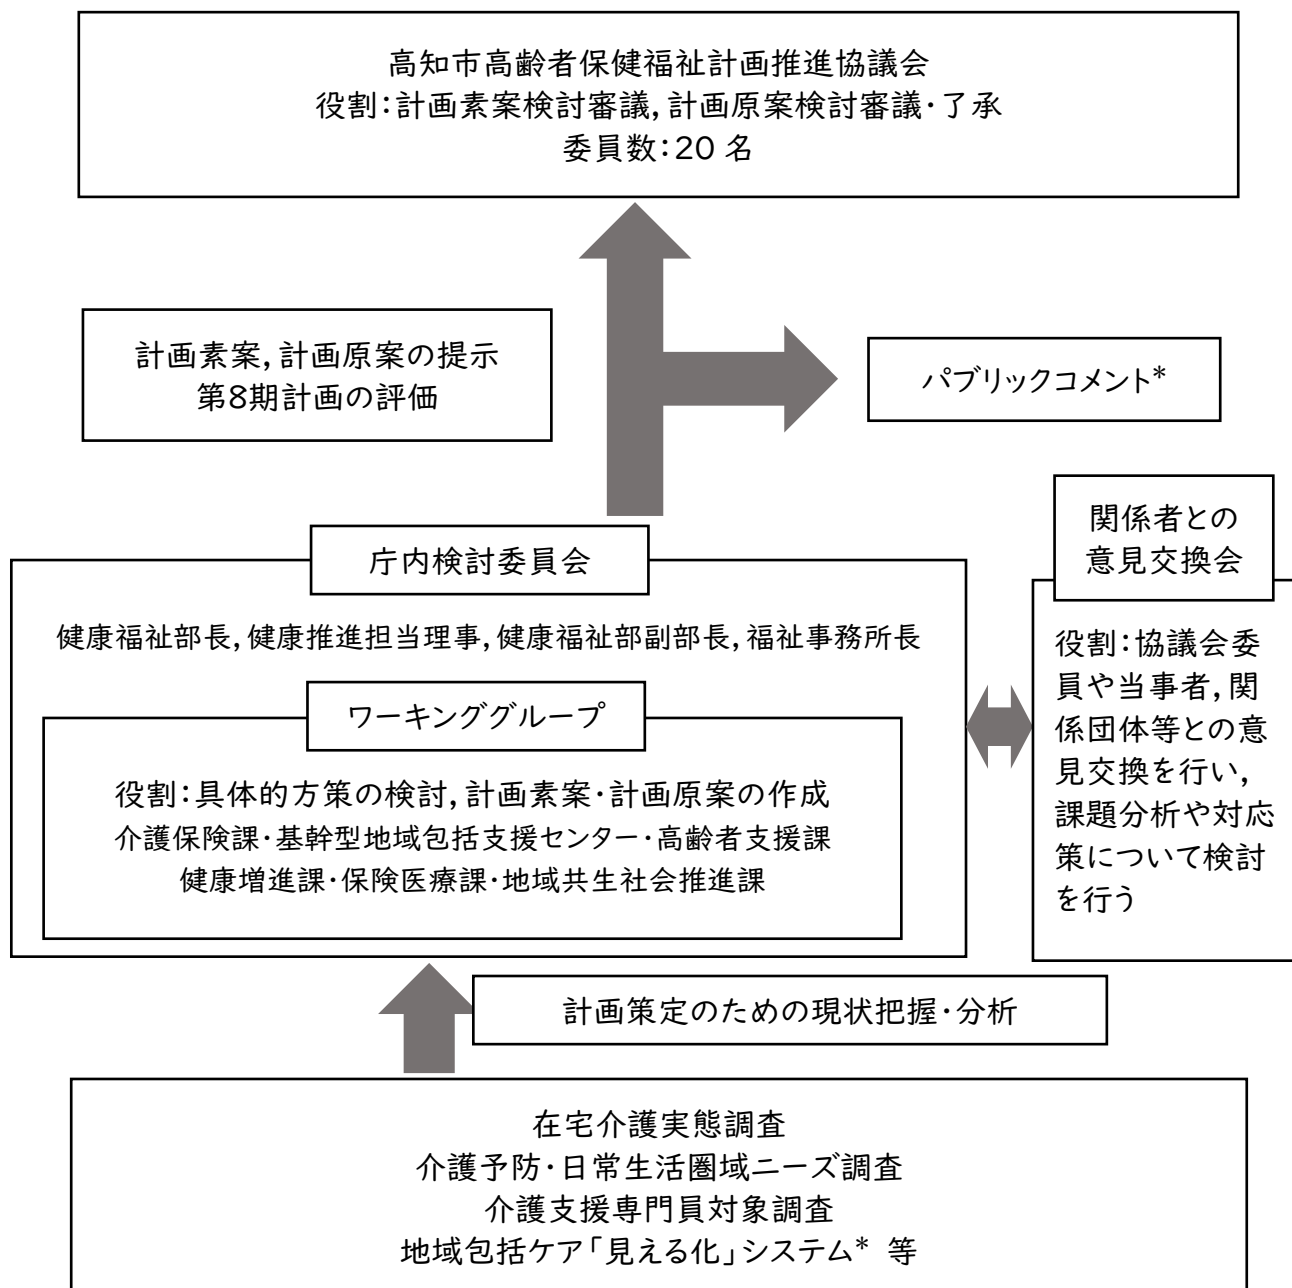 高知市高齢者保健福祉計画推進協議会
役割:計画素案検討審議,計画原案検討審議・了承
委員数:20 名
計画素案,計画原案の提示
第8期計画の評価
パブリックコメント*
庁内検討委員会
健康福祉部長,健康推進担当理事,健康福祉部副部長,福祉事務所長
ワーキンググループ
役割:具体的方策の検討,計画素案・計画原案の作成
介護保険課・基幹型地域包括支援センター・高齢者支援課
健康増進課・保険医療課・地域共生社会推進課
関係者との
意見交換会
役割:協議会委
員や当事者,関
係団体等との意
見交換を行い,
課題分析や対応
策について検討
を行う
計画策定のための現状把握・分析
在宅介護実態調査
介護予防・日常生活圏域ニーズ調査
介護支援専門員対象調査
地域包括ケア「見える化」システム* 等